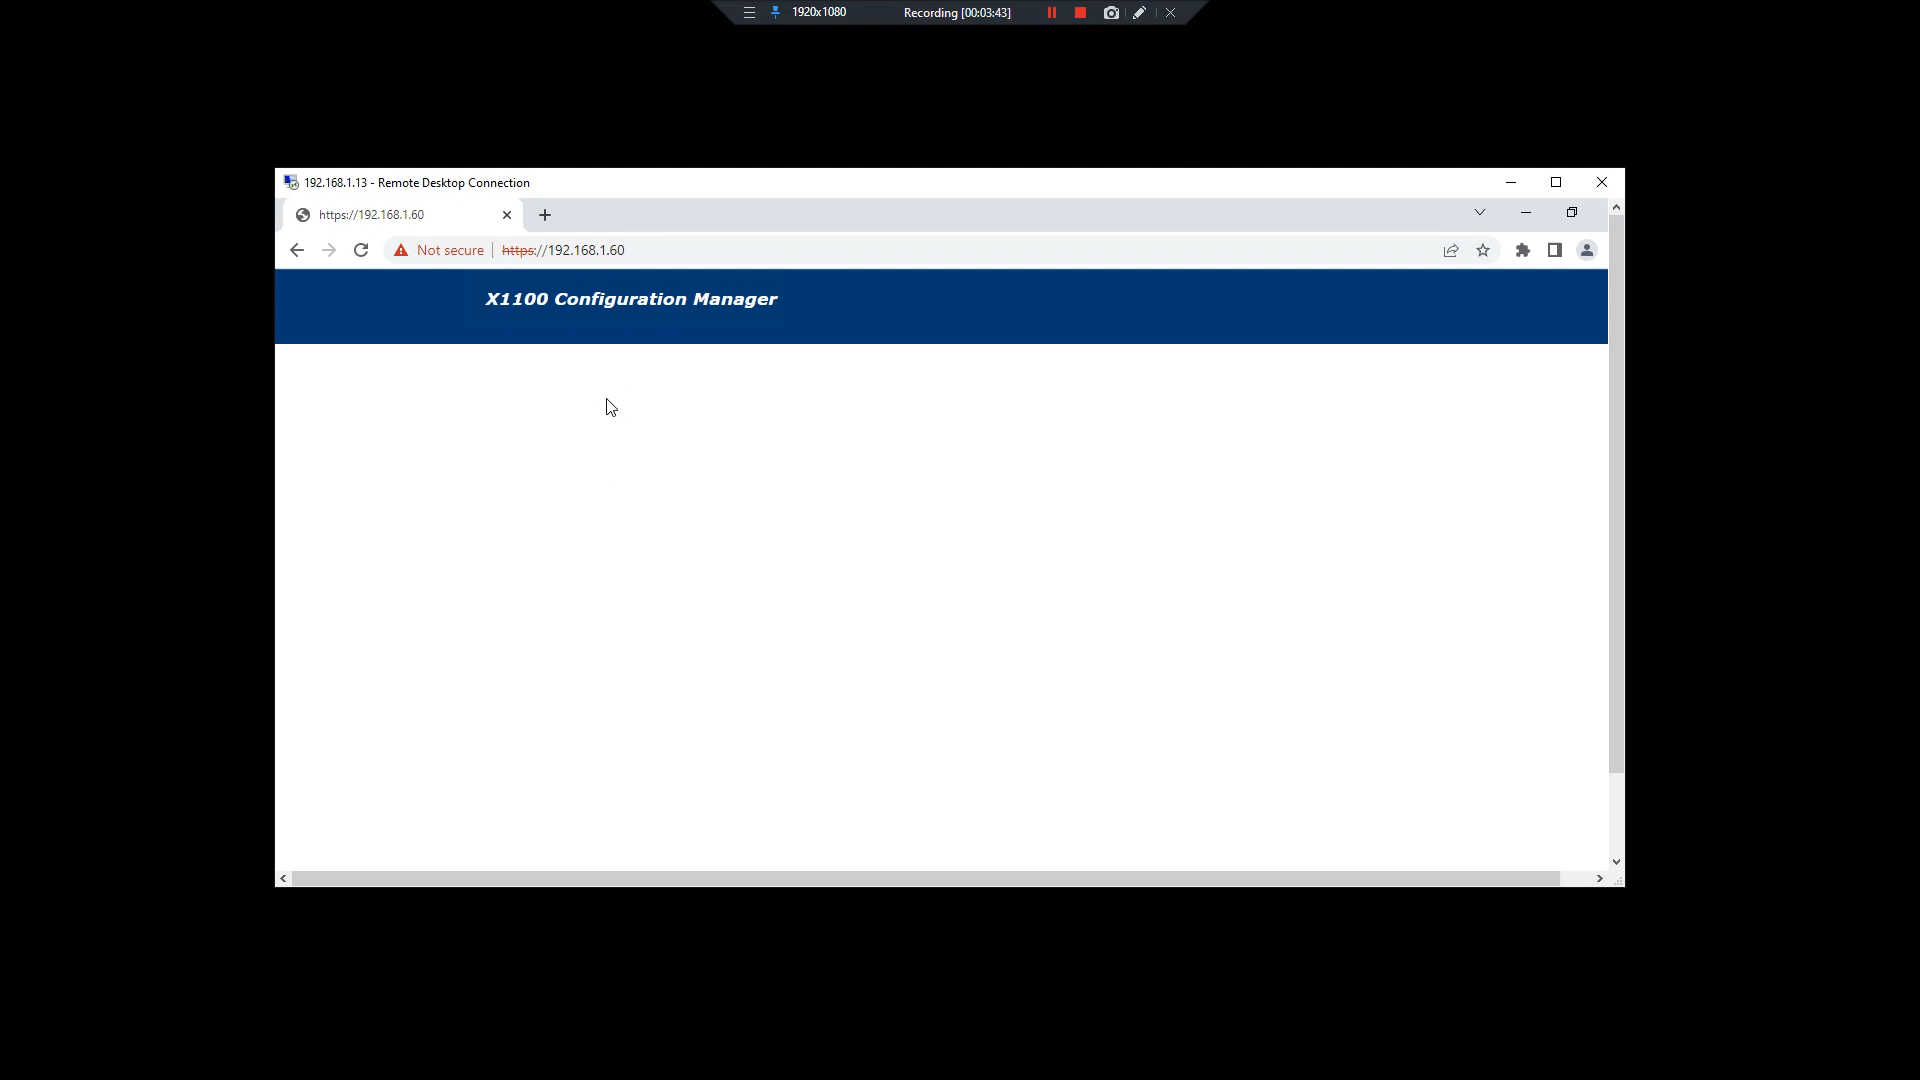 1920x1080 Recording [00:03:43]
192.168.1.13 - Remote Desktop Connection
https://192.168.1.60
Not secure https://192.168.1.60
X1100 Configuration Manager